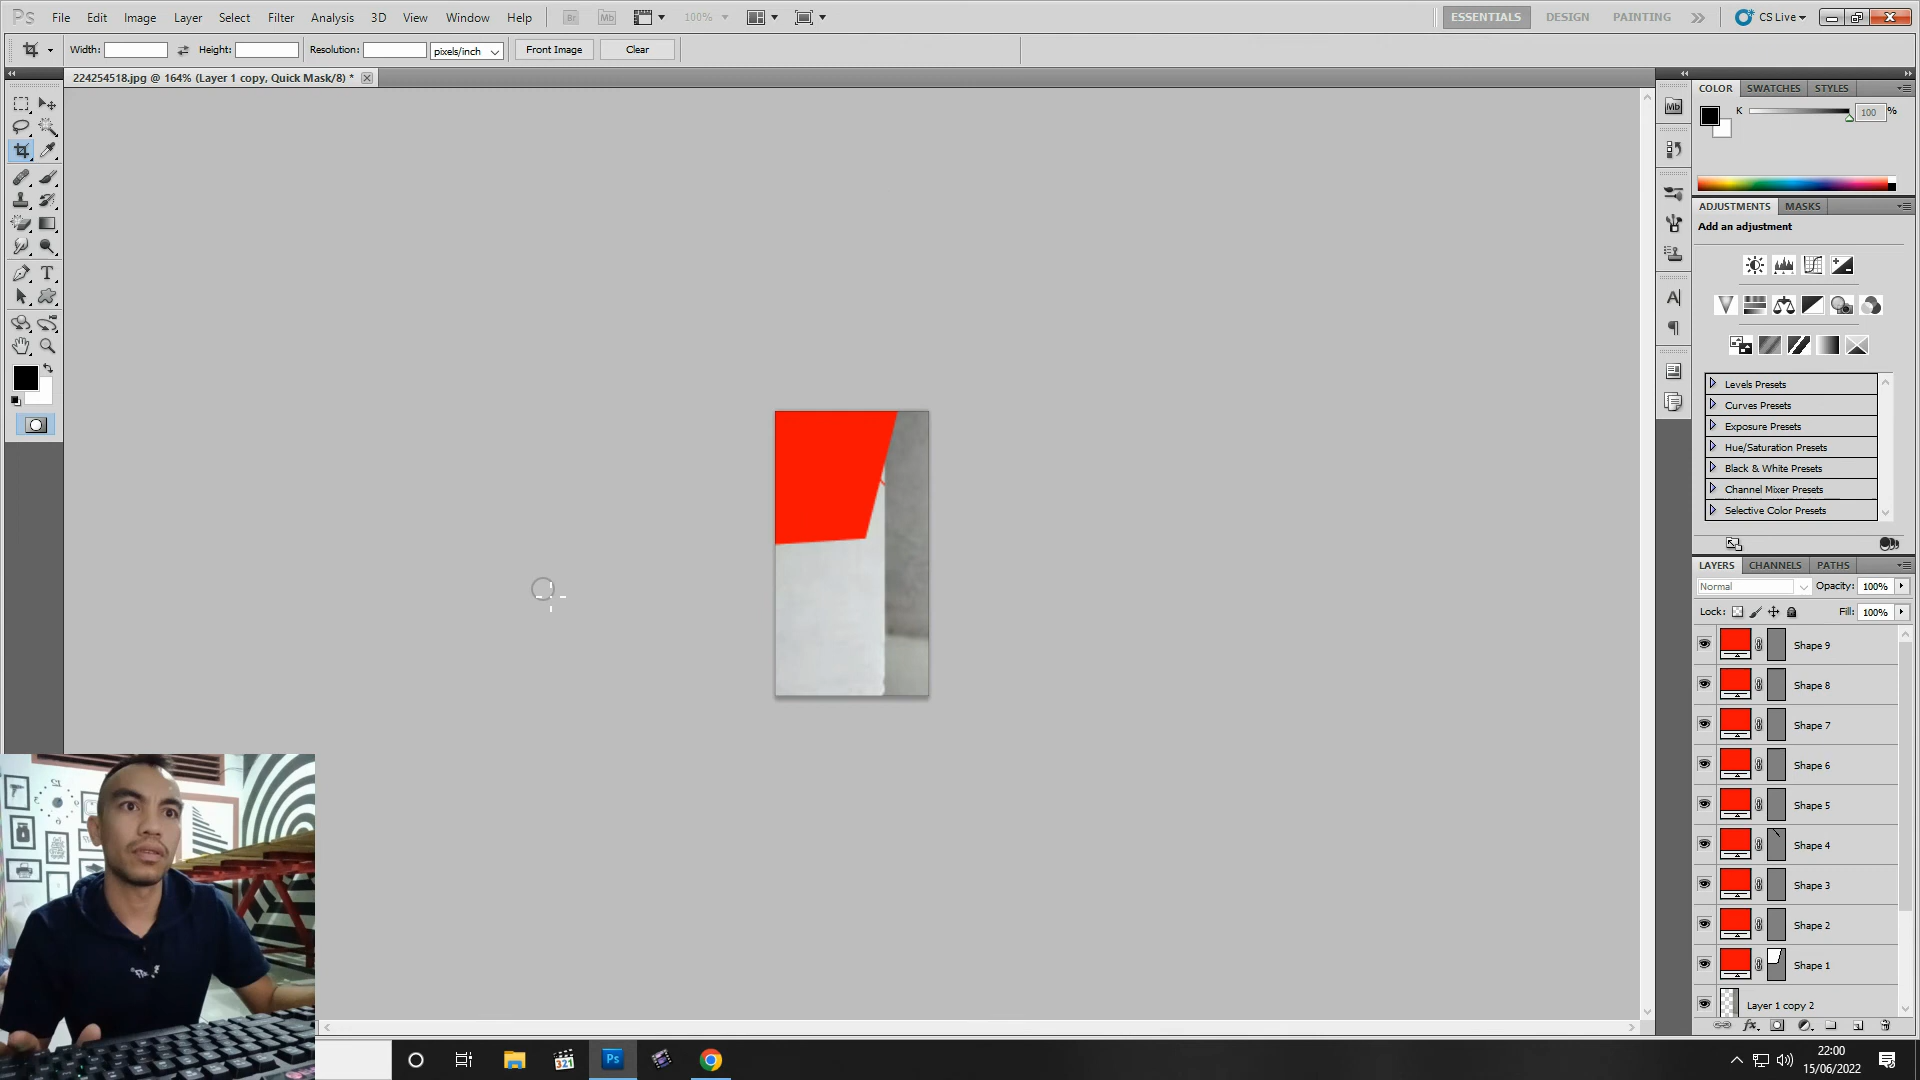 Ps File Edit Image Layer Select Filter Analysis 3D View Window Help Br Mb 100% ESSENTIALS DESIGN PAINTING CS Live
Width: Height: Resolution: pixels/inch Front Image Clear
224254518.jpg @ 164% (Layer 1 copy, Quick Mask/8) *
COLOR SWATCHES STYLES
Mb
K 100 %
ADJUSTMENTS MASKS
Add an adjustment
Levels Presets
Curves Presets
Exposure Presets
Hue/Saturation Presets
Black & White Presets
Channel Mixer Presets
Selective Color Presets
LAYERS CHANNELS PATHS
Normal Opacity: 100%
Lock: Fill: 100%
Shape 9
Shape 8
Shape 7
Shape 6
Shape 5
Shape 4
Shape 3
Shape 2
Shape 1
Layer 1 copy 2
321
Ps
22:00
15/06/2022